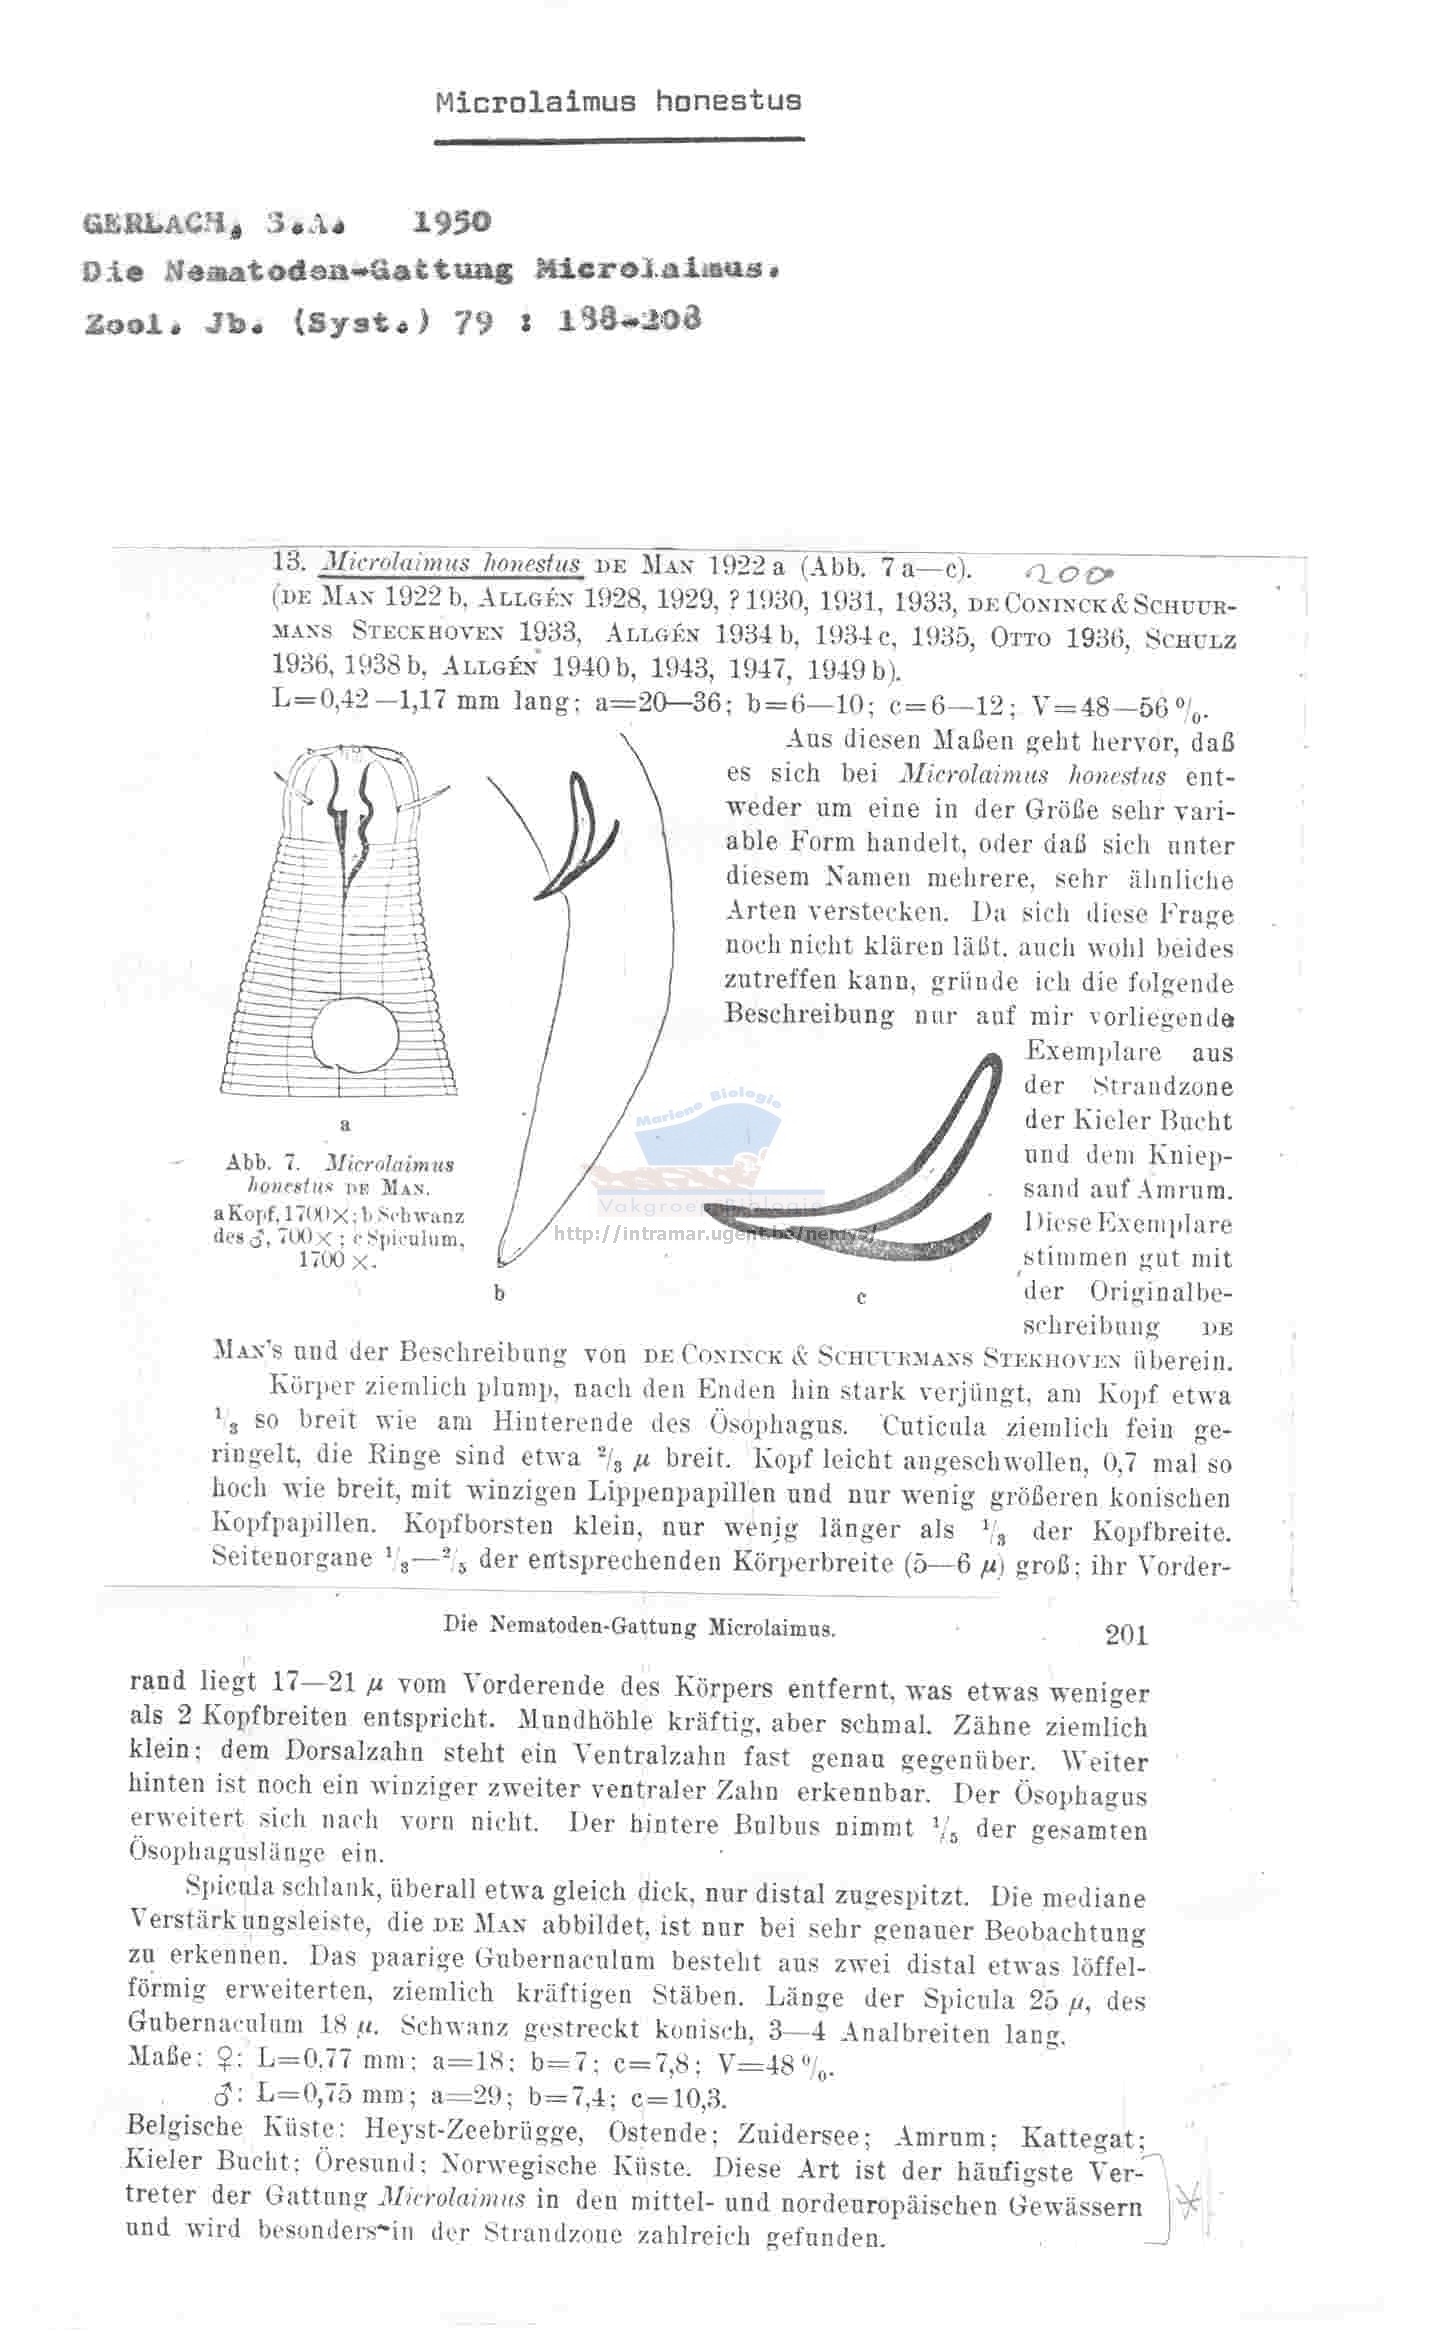 Microlaimus honestus
GERLACH, S.A. 1950
Die Nematoden-Gattung Microlaimus.
Zool. Jb. (Syst.) 79 : 188-208
13. Microlaimus honestus DE MAN 1922 a (Abb. 7 a—c). 200
(DE MAN 1922 b, ALLGÉN 1928, 1929, ? 1930, 1931, 1933, DE CONINCK & SCHUUR-
MANS STECKHOVEN 1933, ALLGÉN 1934 b, 1934 c, 1935, OTTO 1936, SCHULZ
1936, 1938 b, ALLGÉN 1940 b, 1943, 1947, 1949 b).
L=0,42—1,17 mm lang; a=20—36; b=6—10; c=6—12; V=48—56 %.
Aus diesen Maßen geht hervor, daß
es sich bei Microlaimus honestus ent-
weder um eine in der Größe sehr vari-
able Form handelt, oder daß sich unter
diesem Namen mehrere, sehr ähnliche
Arten verstecken. Da sich diese Frage
noch nicht klären läßt, auch wohl beides
zutreffen kann, gründe ich die folgende
Beschreibung nur auf mir vorliegende
Exemplare aus
der Strandzone
der Kieler Bucht
und dem Kniep-
sand auf Amrum.
Diese Exemplare
stimmen gut mit
der Originalbe-
schreibung DE
a
Abb. 7. Microlaimus
honestus DE MAN.
a Kopf, 1700 ×; b Schwanz
des ♂, 700 ×; c Spiculum,
1700 ×.
b
c
Mariene Biologie
Vakgroep Biologie
http://intramar.ugent.be/nemys/
MAN's und der Beschreibung von DE CONINCK & SCHUURMANS STEKHOVEN überein.
Körper ziemlich plump, nach den Enden hin stark verjüngt, am Kopf etwa
1/3 so breit wie am Hinterende des Ösophagus. Cuticula ziemlich fein ge-
ringelt, die Ringe sind etwa 2/3 µ breit. Kopf leicht angeschwollen, 0,7 mal so
hoch wie breit, mit winzigen Lippenpapillen und nur wenig größeren konischen
Kopfpapillen. Kopfborsten klein, nur wenig länger als 1/3 der Kopfbreite.
Seitenorgane 1/3—2/5 der entsprechenden Körperbreite (5—6 µ) groß; ihr Vorder-
Die Nematoden-Gattung Microlaimus. 201
rand liegt 17—21 µ vom Vorderende des Körpers entfernt, was etwas weniger
als 2 Kopfbreiten entspricht. Mundhöhle kräftig, aber schmal. Zähne ziemlich
klein; dem Dorsalzahn steht ein Ventralzahn fast genau gegenüber. Weiter
hinten ist noch ein winziger zweiter ventraler Zahn erkennbar. Der Ösophagus
erweitert sich nach vorn nicht. Der hintere Bulbus nimmt 1/5 der gesamten
Ösophaguslänge ein.
Spicula schlank, überall etwa gleich dick, nur distal zugespitzt. Die mediane
Verstärkungsleiste, die DE MAN abbildet, ist nur bei sehr genauer Beobachtung
zu erkennen. Das paarige Gubernaculum besteht aus zwei distal etwas löffel-
förmig erweiterten, ziemlich kräftigen Stäben. Länge der Spicula 25 µ, des
Gubernaculum 18 µ. Schwanz gestreckt konisch, 3—4 Analbreiten lang.
Maße: ♀: L=0,77 mm; a=18; b=7; c=7,8; V=48 %.
♂: L=0,75 mm; a=29; b=7,4; c=10,3.
Belgische Küste: Heyst-Zeebrügge, Ostende; Zuidersee; Amrum; Kattegat;
Kieler Bucht; Öresund; Norwegische Küste. Diese Art ist der häufigste Ver-
treter der Gattung Microlaimus in den mittel- und nordeuropäischen Gewässern
und wird besonders in der Strandzone zahlreich gefunden.